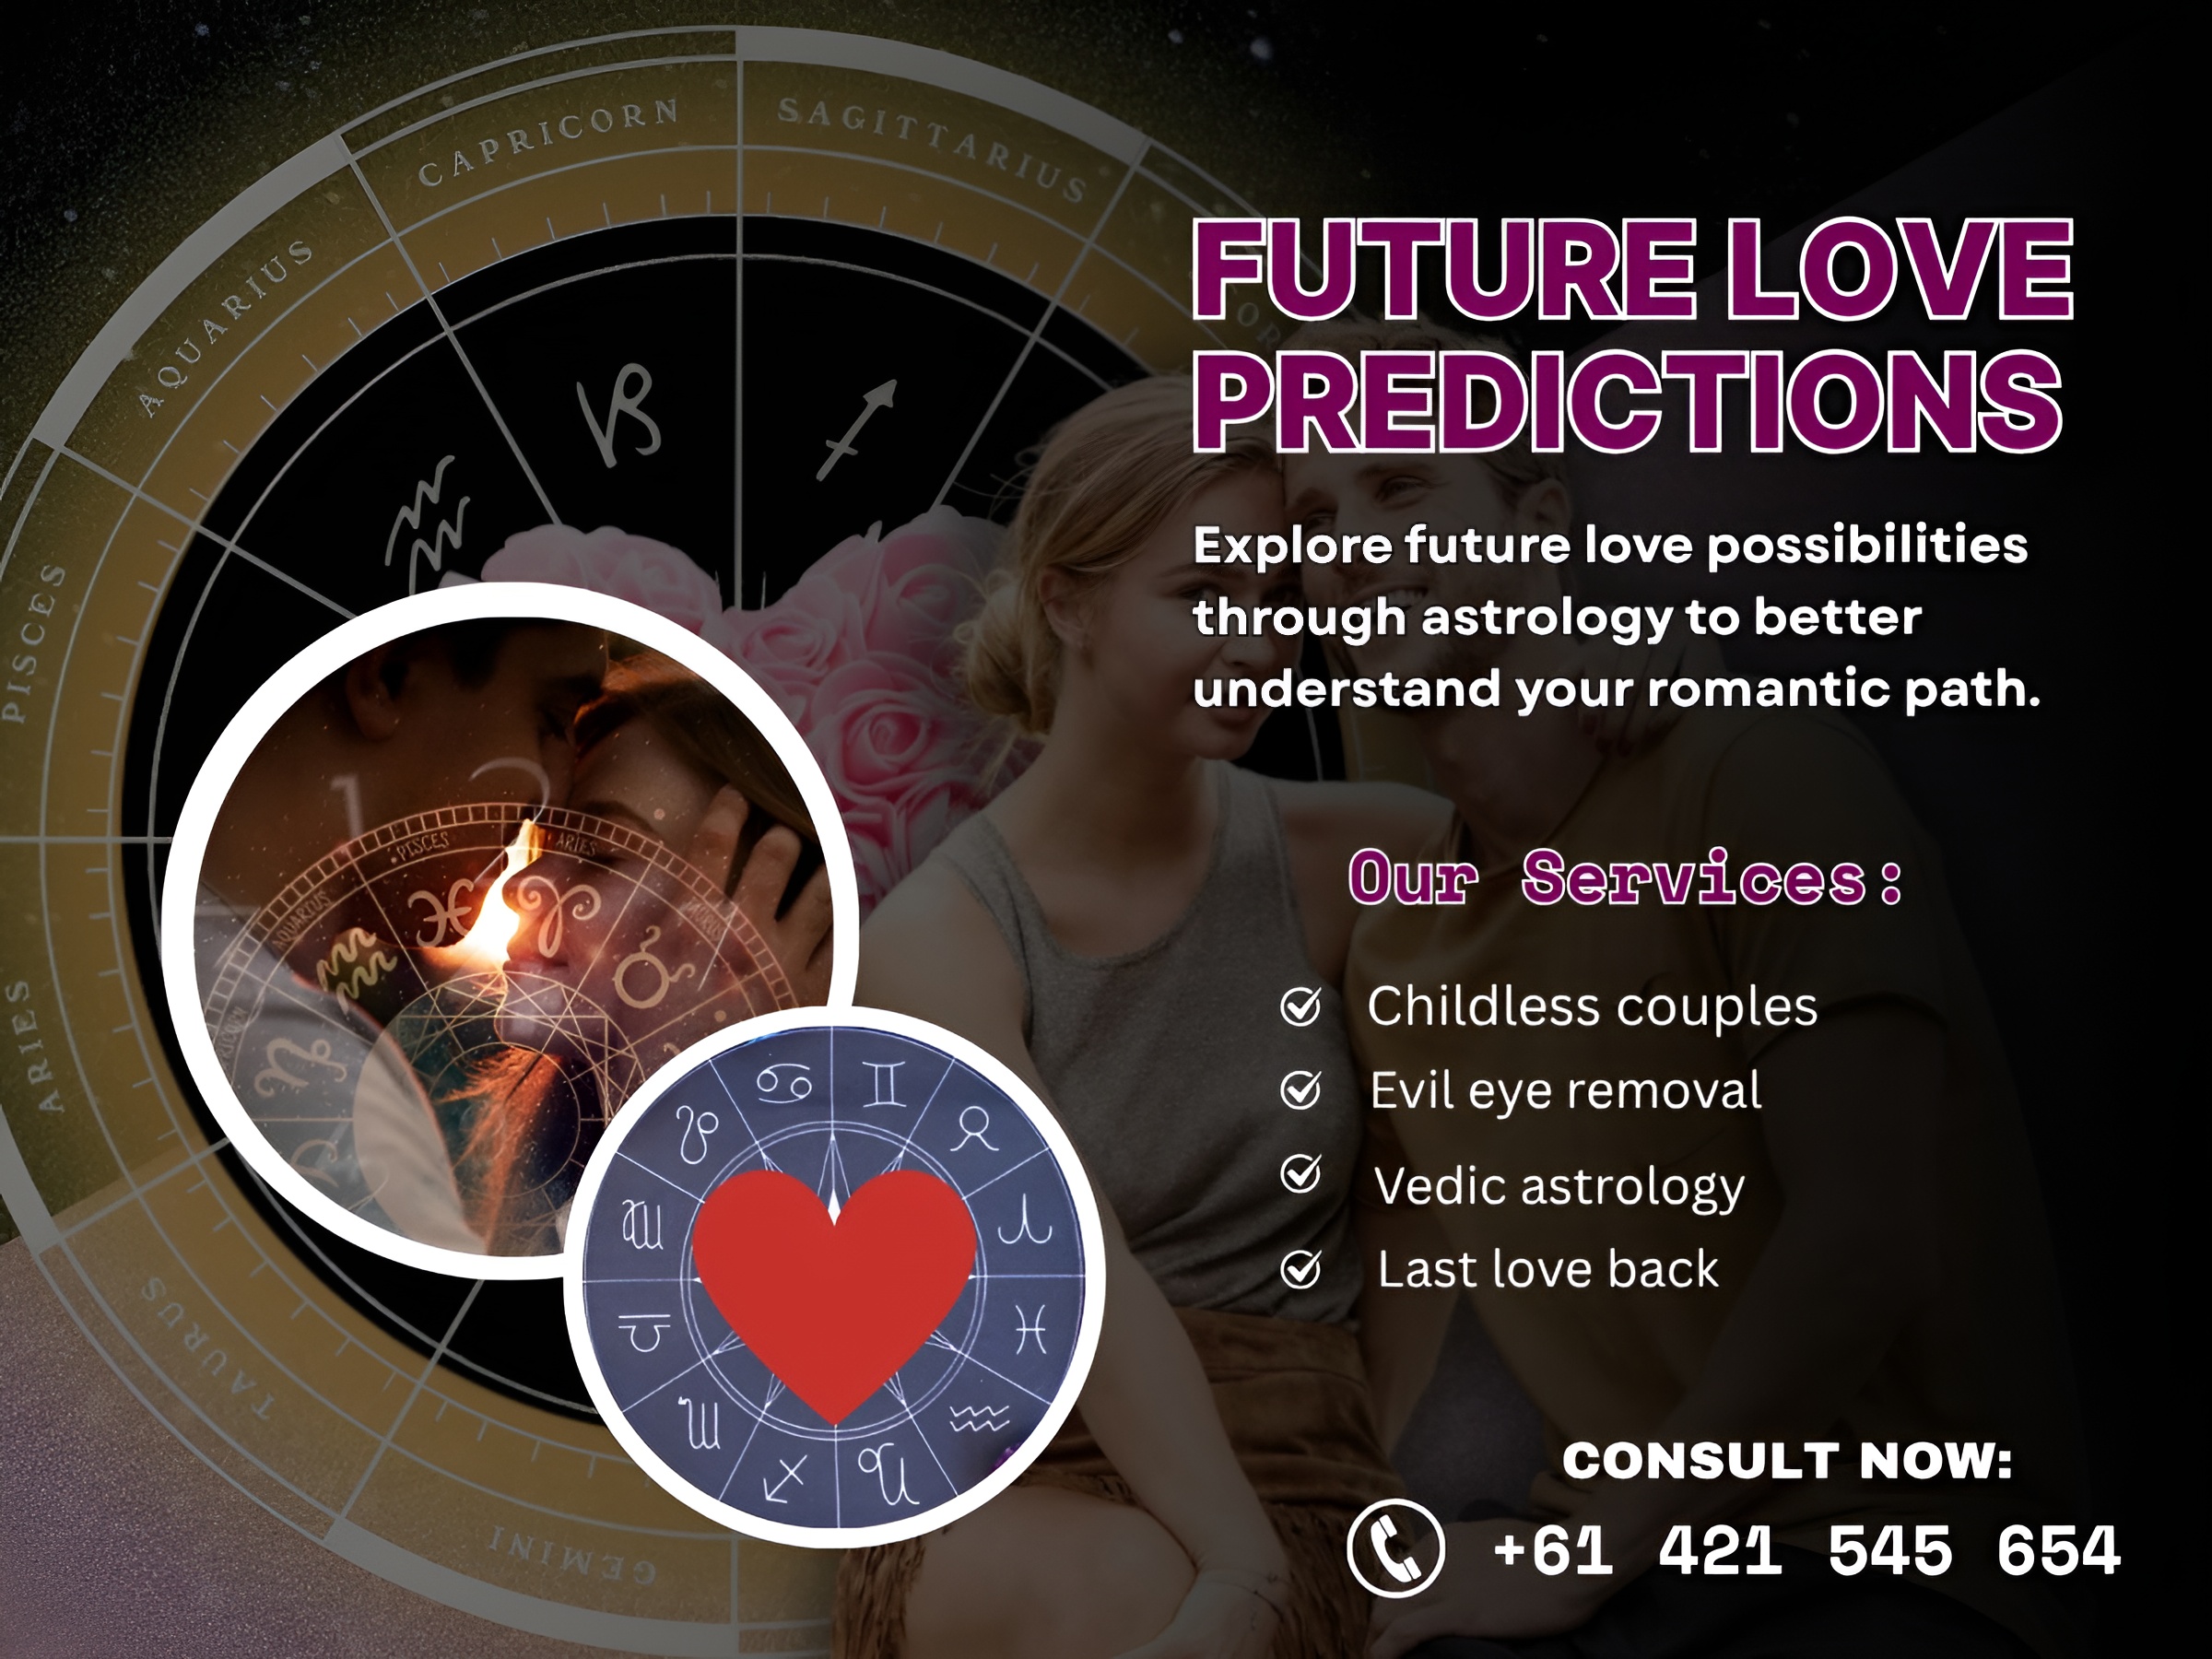 CAPRICORN
SAGITTARIUS
AQUARIUS
PISCES
ARIES
TAURUS
GEMINI
FUTURE LOVE
PREDICTIONS
Explore future love possibilities
through astrology to better
understand your romantic path.
PISCES
ARIES
AQUARIUS
Our Services:
Childless couples
Evil eye removal
Vedic astrology
Last love back
CONSULT NOW:
+61 421 545 654